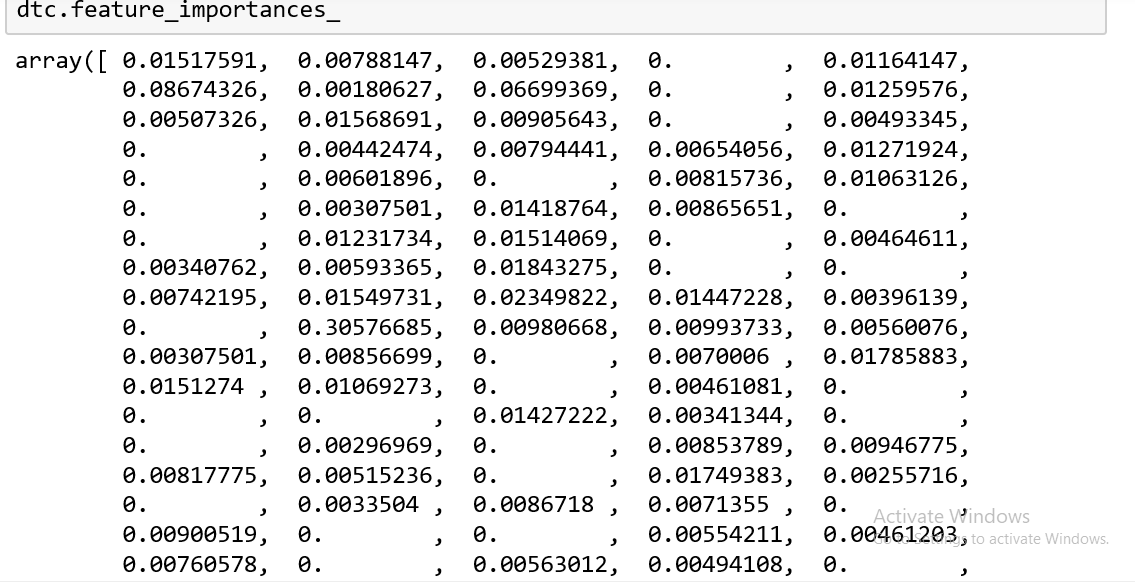 dtc.feature_importances_
array([ 0.01517591, 0.00788147, 0.00529381, 0. , 0.01164147,
0.08674326, 0.00180627, 0.06699369, 0. , 0.01259576,
0.00507326, 0.01568691, 0.00905643, 0. , 0.00493345,
0. , 0.00442474, 0.00794441, 0.00654056, 0.01271924,
0. , 0.00601896, 0. , 0.00815736, 0.01063126,
0. , 0.00307501, 0.01418764, 0.00865651, 0. ,
0. , 0.01231734, 0.01514069, 0. , 0.00464611,
0.00340762, 0.00593365, 0.01843275, 0. , 0. ,
0.00742195, 0.01549731, 0.02349822, 0.01447228, 0.00396139,
0. , 0.30576685, 0.00980668, 0.00993733, 0.00560076,
0.00307501, 0.00856699, 0. , 0.0070006 , 0.01785883,
0.0151274 , 0.01069273, 0. , 0.00461081, 0. ,
0. , 0. , 0.01427222, 0.00341344, 0. ,
0. , 0.00296969, 0. , 0.00853789, 0.00946775,
0.00817775, 0.00515236, 0. , 0.01749383, 0.00255716,
0. , 0.0033504 , 0.0086718 , 0.0071355 , 0. ,
Activate Windows
0.00900519, 0. , 0. , 0.00554211, 0.00461203,
Go to Settings to activate Windows.
0.00760578, 0. , 0.00563012, 0.00494108, 0. ,